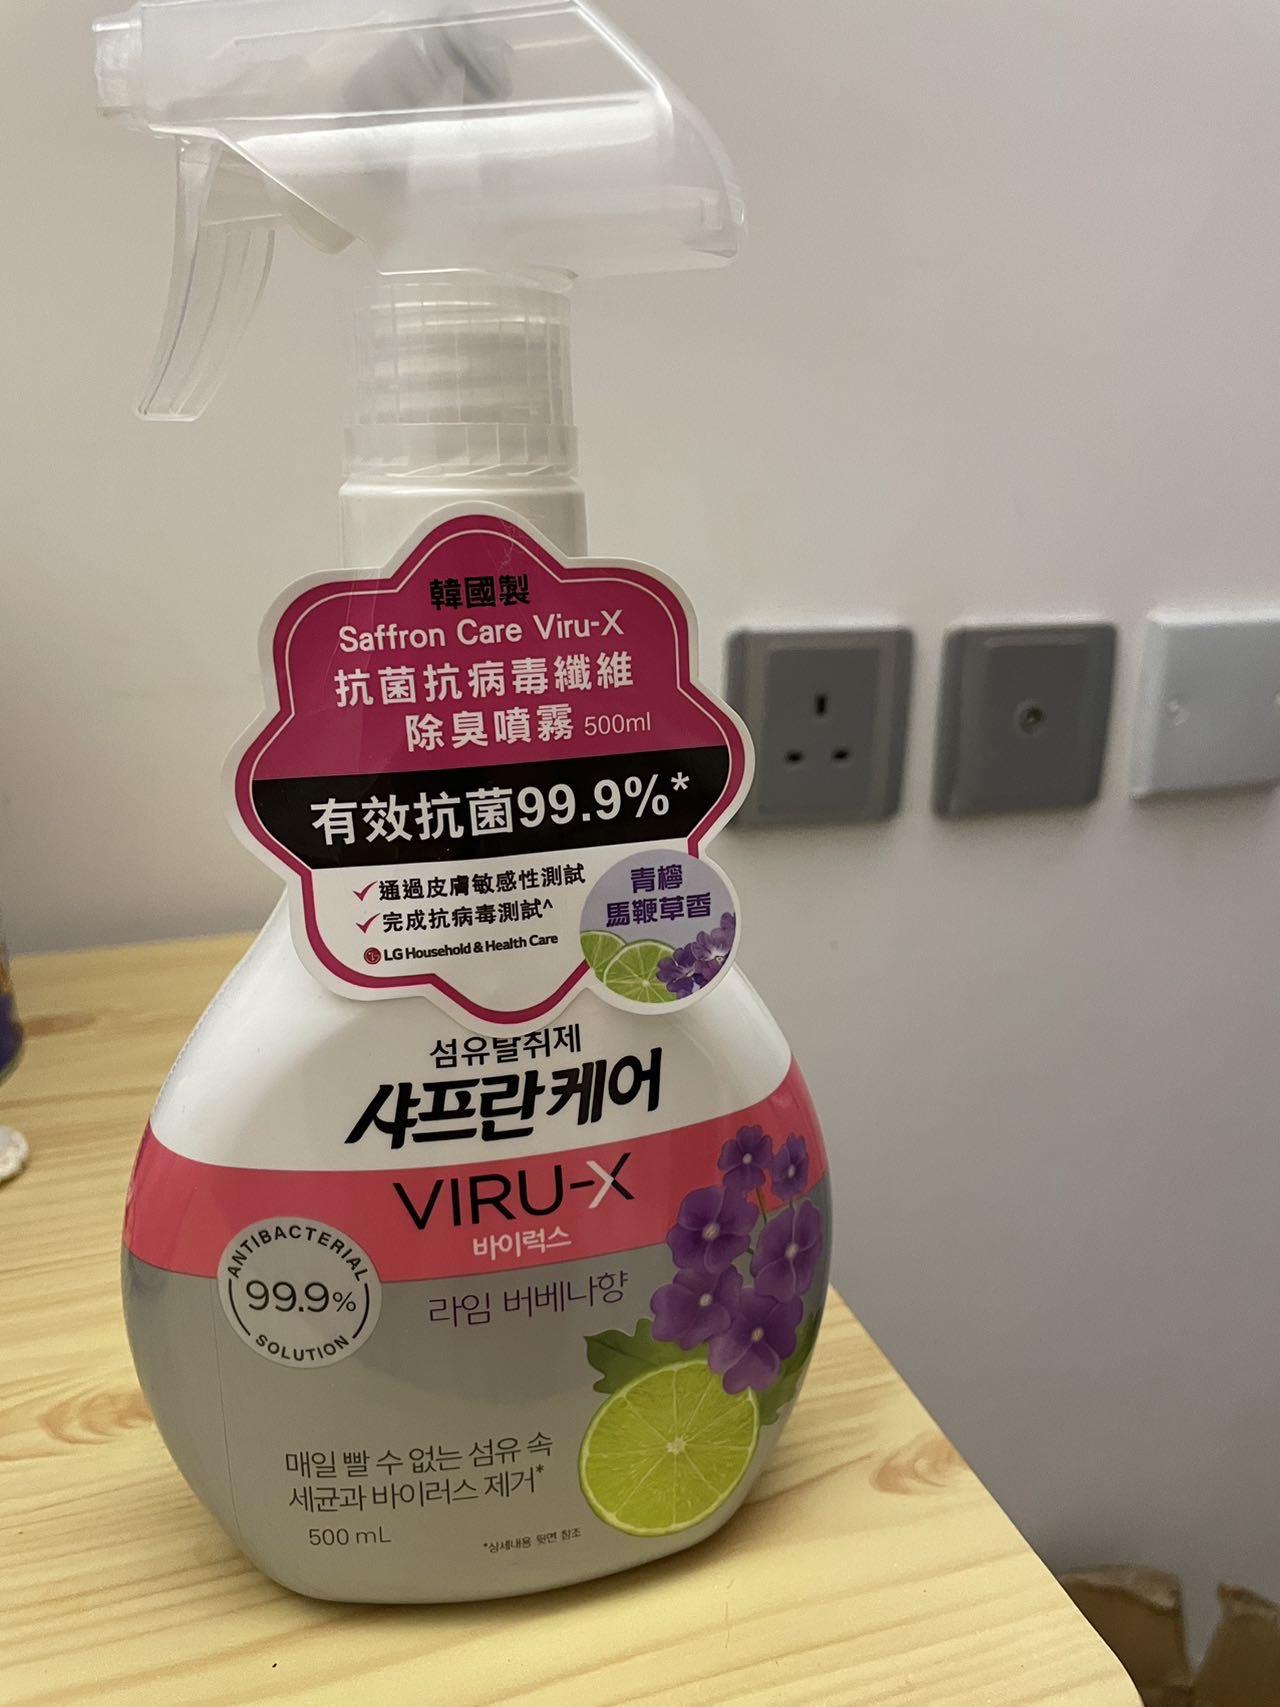 韓國製
Saffron Care Viru-X
抗菌抗病毒纖維
除臭噴霧 500ml
有效抗菌99.9%*
✓通過皮膚敏感性測試
✓完成抗病毒測試^
LG Household & Health Care
青檸
馬鞭草香
섬유탈취제
샤프란케어
VIRU-X
바이럭스
라임 버베나향
ANTIBACTERIAL
99.9%
SOLUTION
매일 빨 수 없는 섬유 속
세균과 바이러스 제거*
500 mL
*상세내용 뒷면 참조